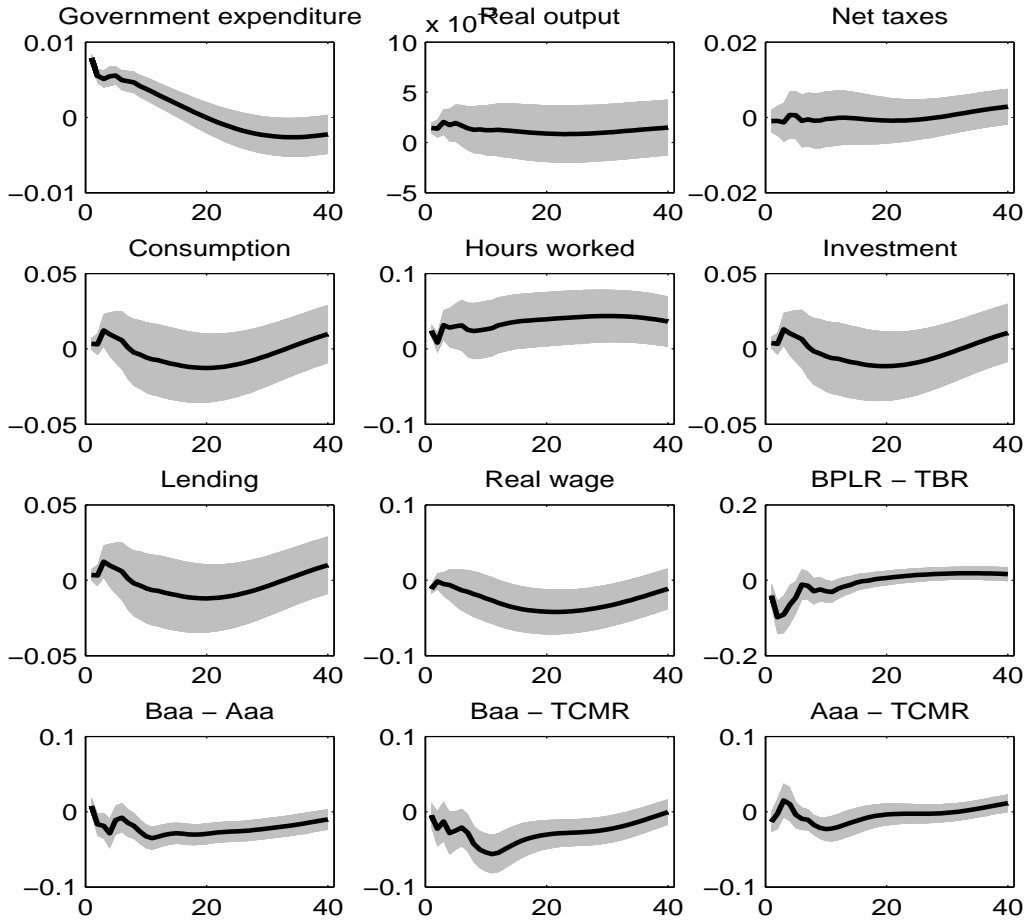 Government expenditure
0.01
0
−0.01
0 20 40
x 10
Real output
10
5
0
−5
0 20 40
Net taxes
0.02
0
−0.02
0 20 40
Consumption
0.05
0
−0.05
0 20 40
Hours worked
0.1
0
−0.1
0 20 40
Investment
0.05
0
−0.05
0 20 40
Lending
0.05
0
−0.05
0 20 40
Real wage
0.1
0
−0.1
0 20 40
BPLR − TBR
0.2
0
−0.2
0 20 40
Baa − Aaa
0.1
0
−0.1
0 20 40
Baa − TCMR
0.1
0
−0.1
0 20 40
Aaa − TCMR
0.1
0
−0.1
0 20 40